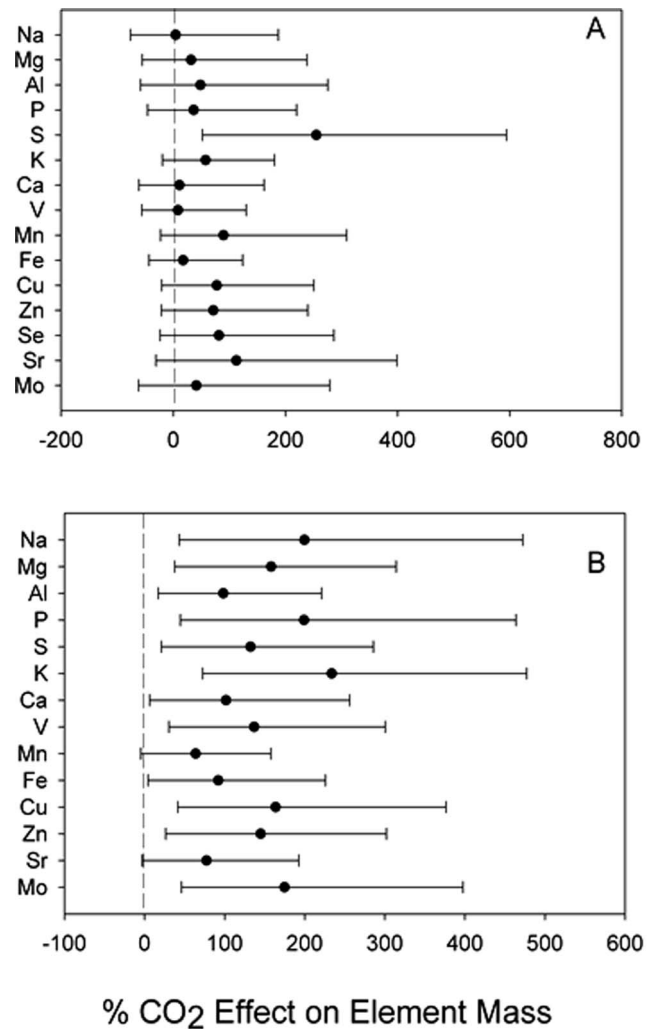 A
Na
Mg
Al
P
S
K
Ca
V
Mn
Fe
Cu
Zn
Se
Sr
Mo
-200 0 200 400 600 800
B
Na
Mg
Al
P
S
K
Ca
V
Mn
Fe
Cu
Zn
Sr
Mo
-100 0 100 200 300 400 500 600
% CO2 Effect on Element Mass